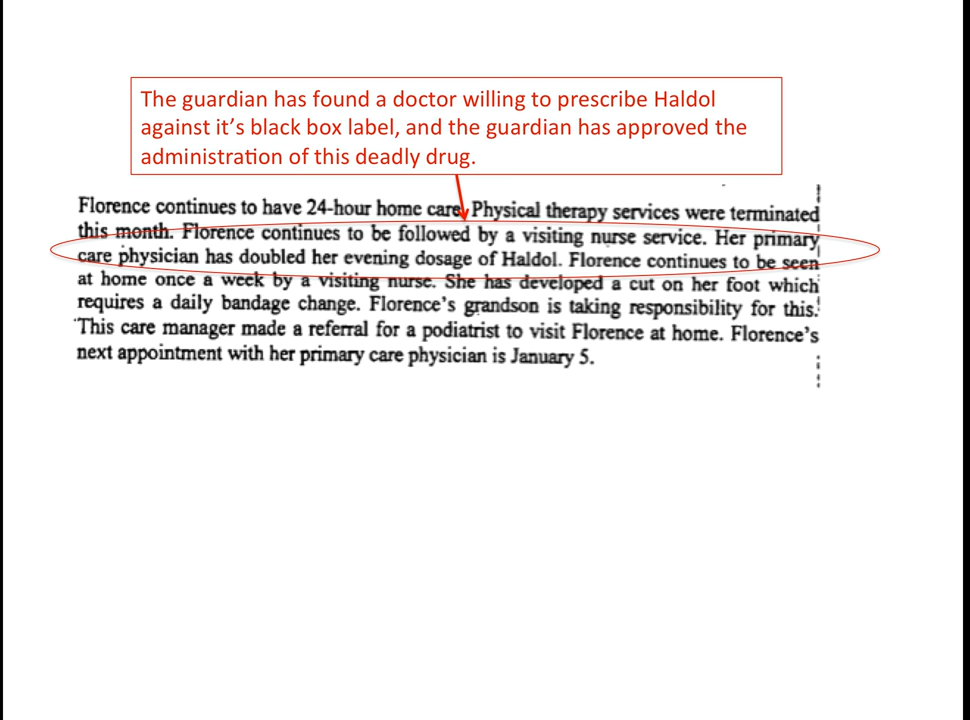 The guardian has found a doctor willing to prescribe Haldol
against it's black box label, and the guardian has approved the
administration of this deadly drug.
Florence continues to have 24-hour home care. Physical therapy services were terminated
this month. Florence continues to be followed by a visiting nurse service. Her primary
care physician has doubled her evening dosage of Haldol. Florence continues to be seen
at home once a week by a visiting nurse. She has developed a cut on her foot which
requires a daily bandage change. Florence's grandson is taking responsibility for this.
This care manager made a referral for a podiatrist to visit Florence at home. Florence's
next appointment with her primary care physician is January 5.